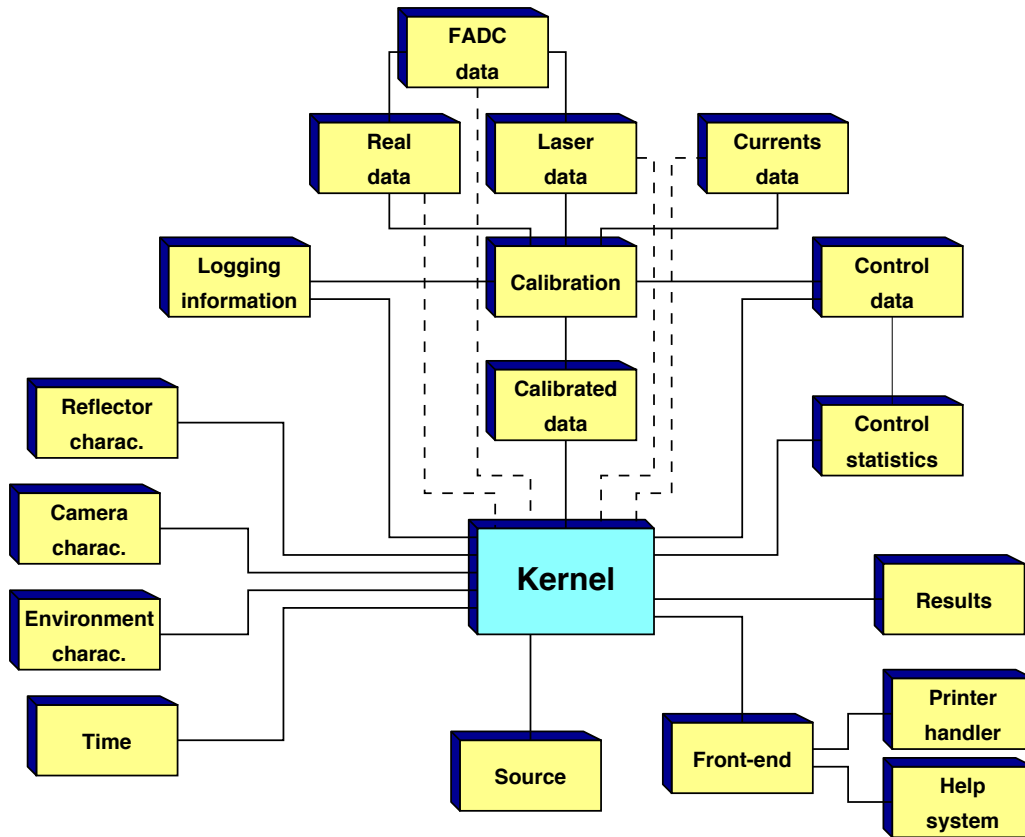 FADC
data
Real
data
Laser
data
Currents
data
Logging
information
Calibration
Control
data
Reflector
charac.
Calibrated
data
Control
statistics
Camera
charac.
Kernel
Environment
charac.
Results
Time
Source
Front-end
Printer
handler
Help
system